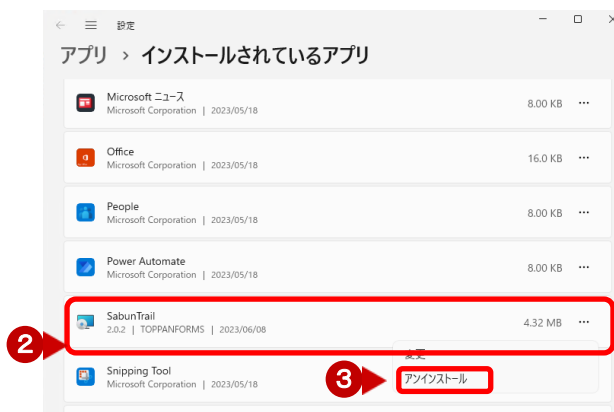 設定
アプリ › インストールされているアプリ
Microsoft ニュース
Microsoft Corporation | 2023/05/18
8.00 KB
Office
Microsoft Corporation | 2023/05/18
16.0 KB
People
Microsoft Corporation | 2023/05/18
8.00 KB
Power Automate
Microsoft Corporation | 2023/05/18
8.00 KB
SabunTrail
2.0.2 | TOPPANFORMS | 2023/06/08
4.32 MB
2
変更
Snipping Tool
Microsoft Corporation | 2023/05/18
3
アンインストール